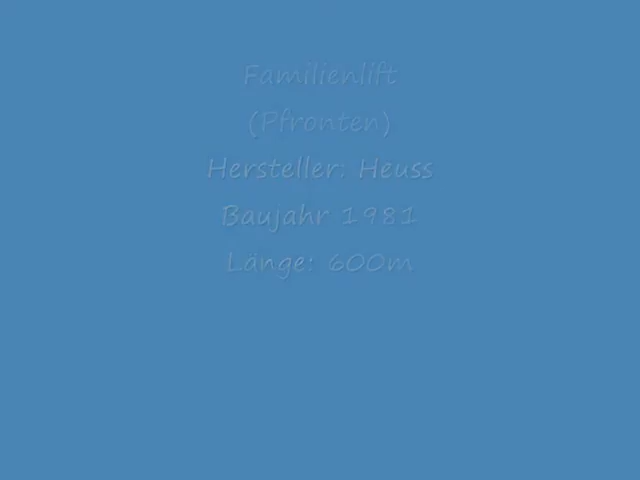 Familienlift
(Pfronten)
Hersteller: Heuss
Baujahr 1981
Länge: 600m